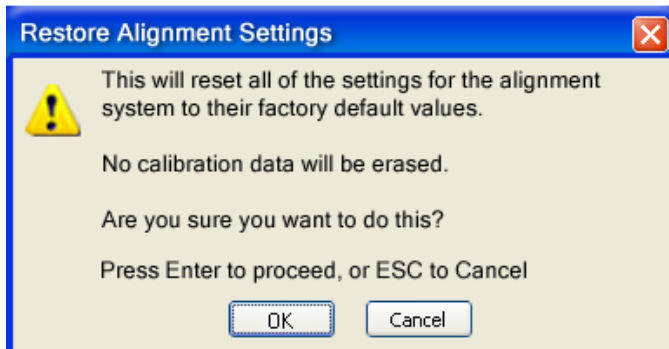 Restore Alignment Settings
This will reset all of the settings for the alignment
system to their factory default values.
No calibration data will be erased.
Are you sure you want to do this?
Press Enter to proceed, or ESC to Cancel
OK
Cancel